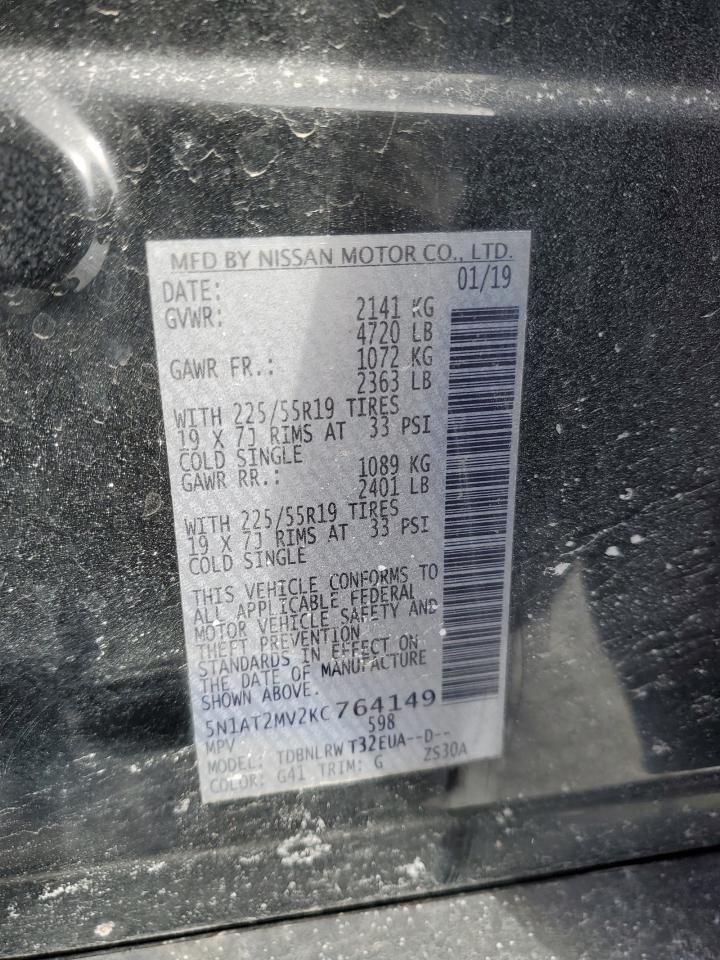 MFD BY NISSAN MOTOR CO., LTD.
DATE: 01/19
GVWR: 2141 KG
4720 LB
GAWR FR.: 1072 KG
2363 LB
WITH 225/55R19 TIRES
19 X 7J RIMS AT 33 PSI
COLD SINGLE
GAWR RR.: 1089 KG
2401 LB
WITH 225/55R19 TIRES
19 X 7J RIMS AT 33 PSI
COLD SINGLE
THIS VEHICLE CONFORMS TO
ALL APPLICABLE FEDERAL
MOTOR VEHICLE SAFETY AND
THEFT PREVENTION
STANDARDS IN EFFECT ON
THE DATE OF MANUFACTURE
SHOWN ABOVE.
5N1AT2MV2KC764149
MPV 598
MODEL: TDBNLRWT32EUA--D--
COLOR: G41 TRIM: G ZS30A